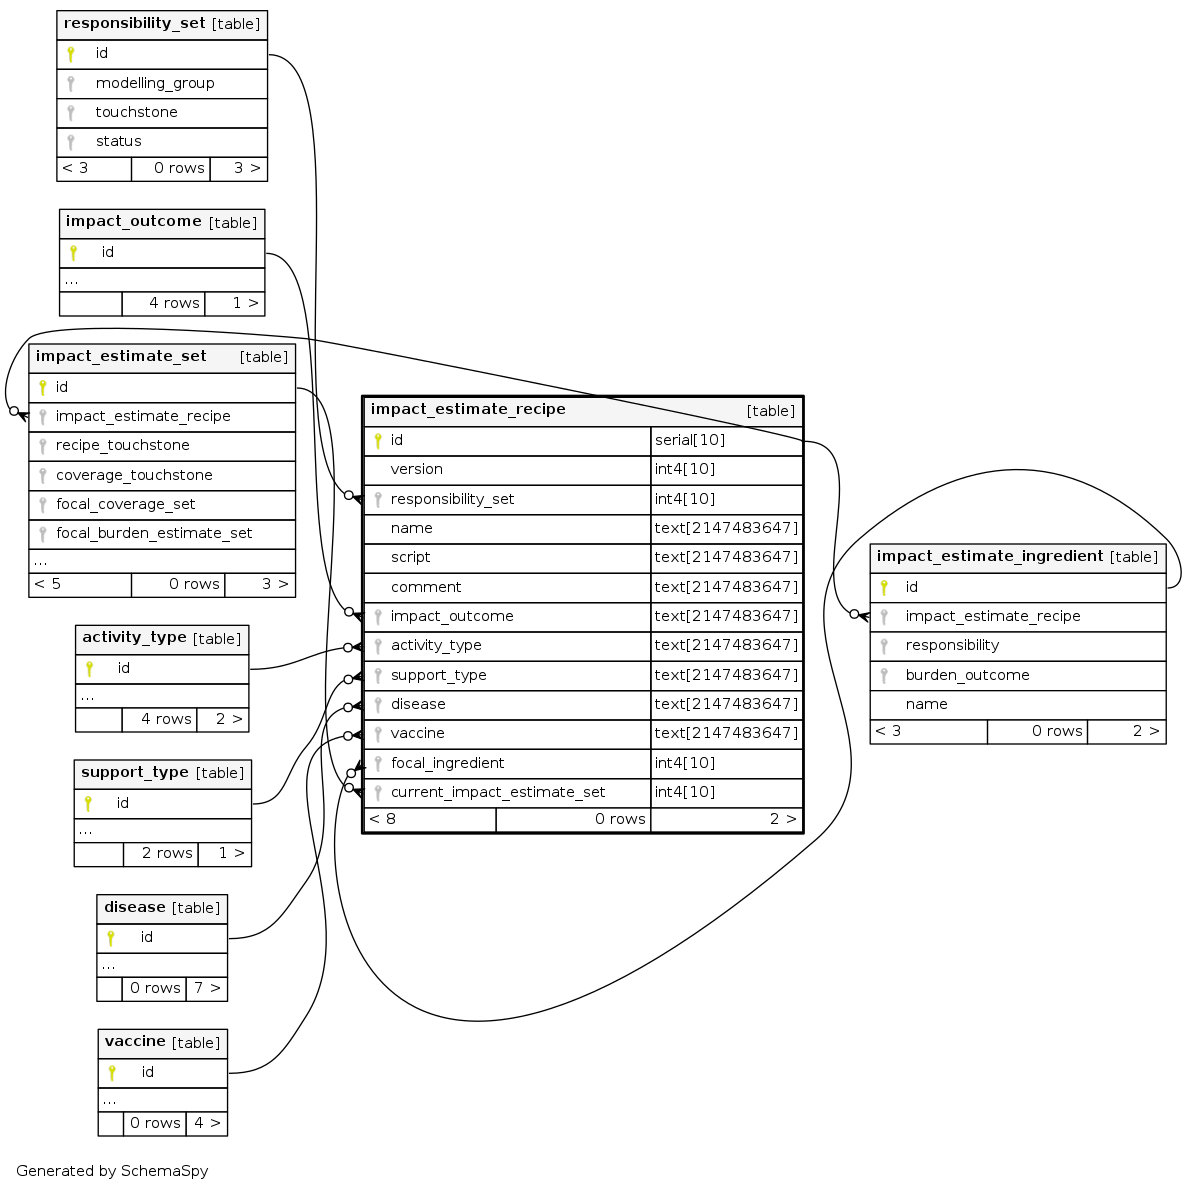 responsibility_set [table]
id
modelling_group
touchstone
status
< 3 0 rows 3 >
impact_outcome [table]
id
...
4 rows 1 >
impact_estimate_set [table]
id
impact_estimate_recipe
recipe_touchstone
coverage_touchstone
focal_coverage_set
focal_burden_estimate_set
...
< 5 0 rows 3 >
activity_type [table]
id
...
4 rows 2 >
support_type [table]
id
...
2 rows 1 >
disease [table]
id
...
0 rows 7 >
vaccine [table]
id
...
0 rows 4 >
impact_estimate_recipe [table]
id serial[10]
version int4[10]
responsibility_set int4[10]
name text[2147483647]
script text[2147483647]
comment text[2147483647]
impact_outcome text[2147483647]
activity_type text[2147483647]
support_type text[2147483647]
disease text[2147483647]
vaccine text[2147483647]
focal_ingredient int4[10]
current_impact_estimate_set int4[10]
< 8 0 rows 2 >
impact_estimate_ingredient [table]
id
impact_estimate_recipe
responsibility
burden_outcome
name
< 3 0 rows 2 >
Generated by SchemaSpy